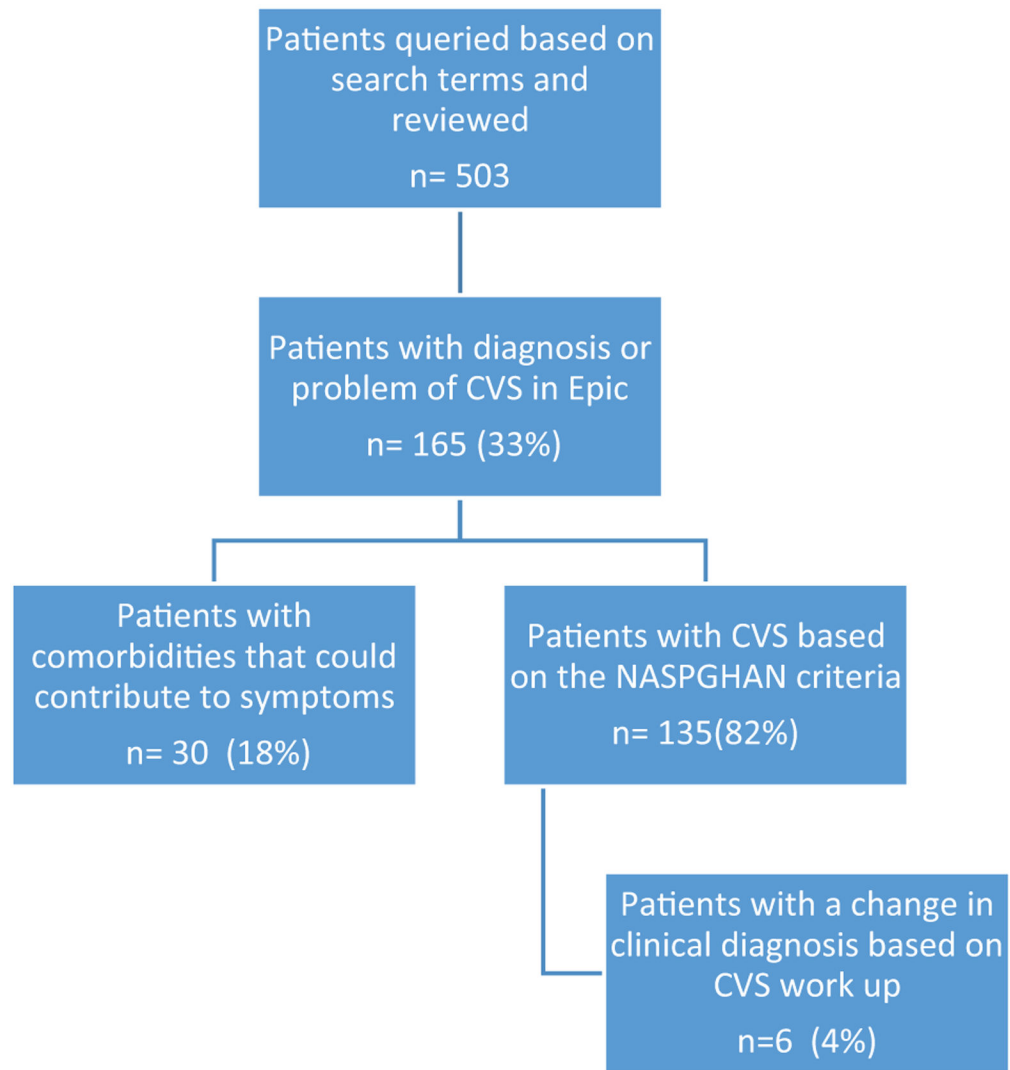 Patients queried based on
search terms and
reviewed
n= 503
Patients with diagnosis or
problem of CVS in Epic
n= 165 (33%)
Patients with
comorbidities that could
contribute to symptoms
n= 30  (18%)
Patients with CVS based
on the NASPGHAN criteria
n= 135(82%)
Patients with a change in
clinical diagnosis based on
CVS work up
n=6  (4%)